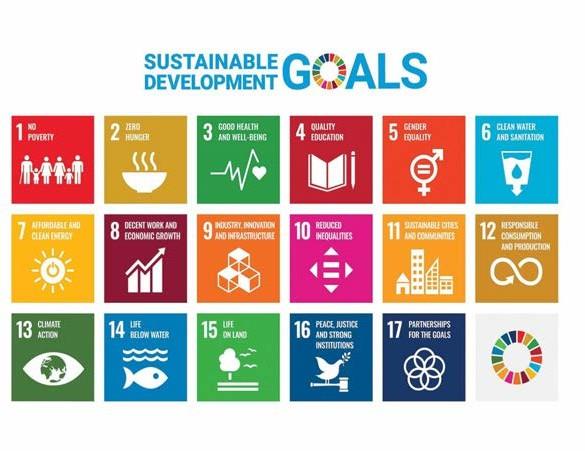 SUSTAINABLE
DEVELOPMENT GOALS
1 NO
POVERTY
2 ZERO
HUNGER
3 GOOD HEALTH
AND WELL-BEING
4 QUALITY
EDUCATION
5 GENDER
EQUALITY
6 CLEAN WATER
AND SANITATION
7 AFFORDABLE AND
CLEAN ENERGY
8 DECENT WORK AND
ECONOMIC GROWTH
9 INDUSTRY, INNOVATION
AND INFRASTRUCTURE
10 REDUCED
INEQUALITIES
11 SUSTAINABLE CITIES
AND COMMUNITIES
12 RESPONSIBLE
CONSUMPTION
AND PRODUCTION
13 CLIMATE
ACTION
14 LIFE
BELOW WATER
15 LIFE
ON LAND
16 PEACE, JUSTICE
AND STRONG
INSTITUTIONS
17 PARTNERSHIPS
FOR THE GOALS